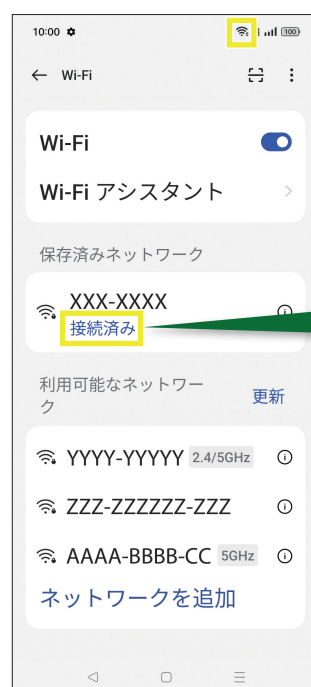 10:00
100
Wi-Fi
Wi-Fi
Wi-Fi アシスタント
保存済みネットワーク
XXX-XXXX
接続済み
利用可能なネットワー
ク
更新
YYYY-YYYYY 2.4/5GHz
ZZZ-ZZZZZZ-ZZZ
AAAA-BBBB-CC 5GHz
ネットワークを追加